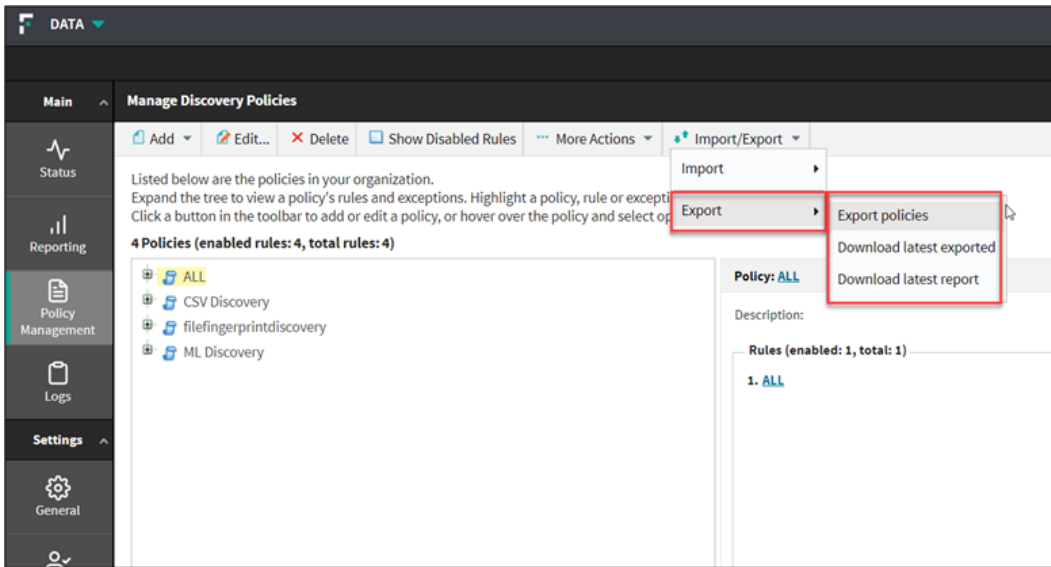 DATA
Main
Manage Discovery Policies
Add
Edit...
Delete
Show Disabled Rules
More Actions
Import/Export
Status
Reporting
Policy
Management
Logs
Settings
General
Listed below are the policies in your organization.
Expand the tree to view a policy's rules and exceptions. Highlight a policy, rule or excepti
Click a button in the toolbar to add or edit a policy, or hover over the policy and select op
4 Policies (enabled rules: 4, total rules: 4)
ALL
CSV Discovery
filefingerprintdiscovery
ML Discovery
Import
Export
Export policies
Download latest exported
Download latest report
Policy: ALL
Description:
Rules (enabled: 1, total: 1)
1. ALL